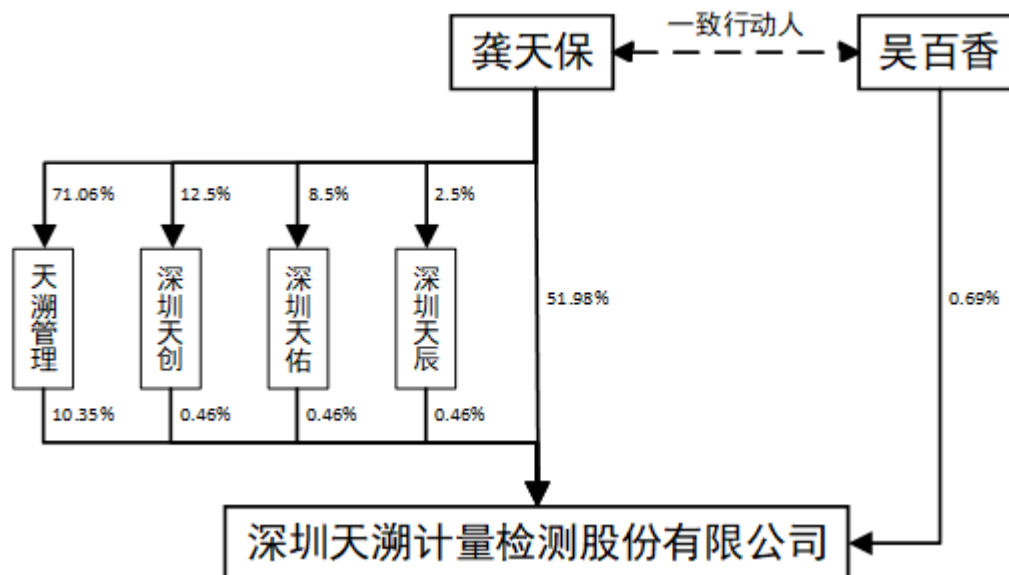 一致行动人
龚天保
吴百香
71.06%
12.5%
8.5%
2.5%
天溯管理
深圳天创
深圳天佑
深圳天辰
51.98%
0.69%
10.35%
0.46%
0.46%
0.46%
深圳天溯计量检测股份有限公司